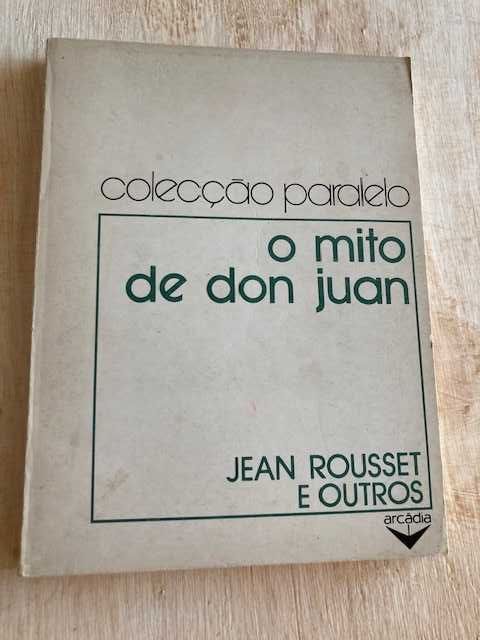 colecção paralelo
o mito
de don juan
JEAN ROUSSET
E OUTROS
arcádia